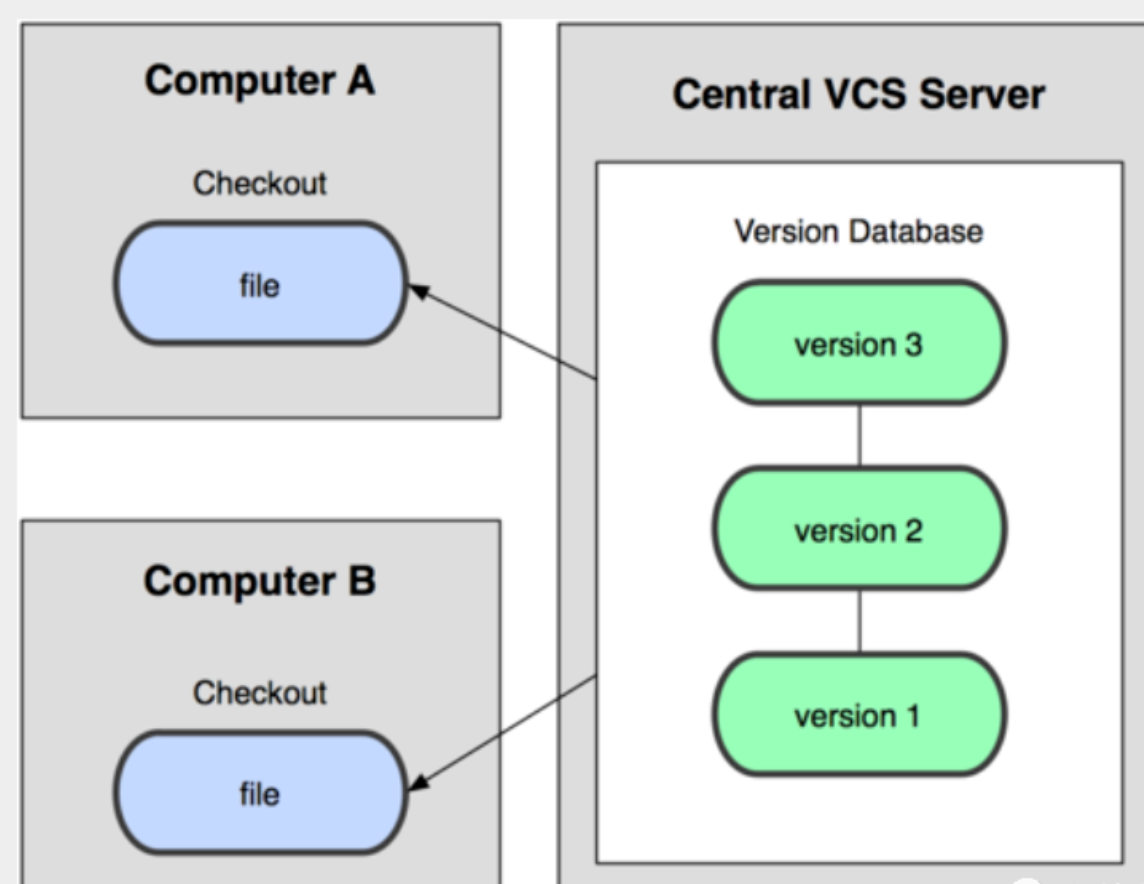 Computer A
Checkout
file
Computer B
Checkout
file
Central VCS Server
Version Database
version 3
version 2
version 1